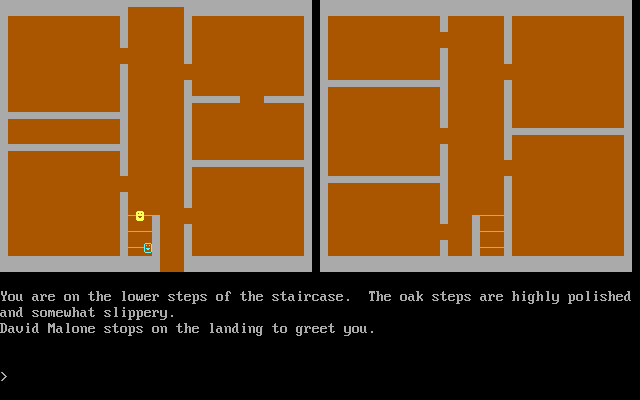 You are on the lower steps of the staircase.  The oak steps are highly polished
and somewhat slippery.
David Malone stops on the landing to greet you.
>